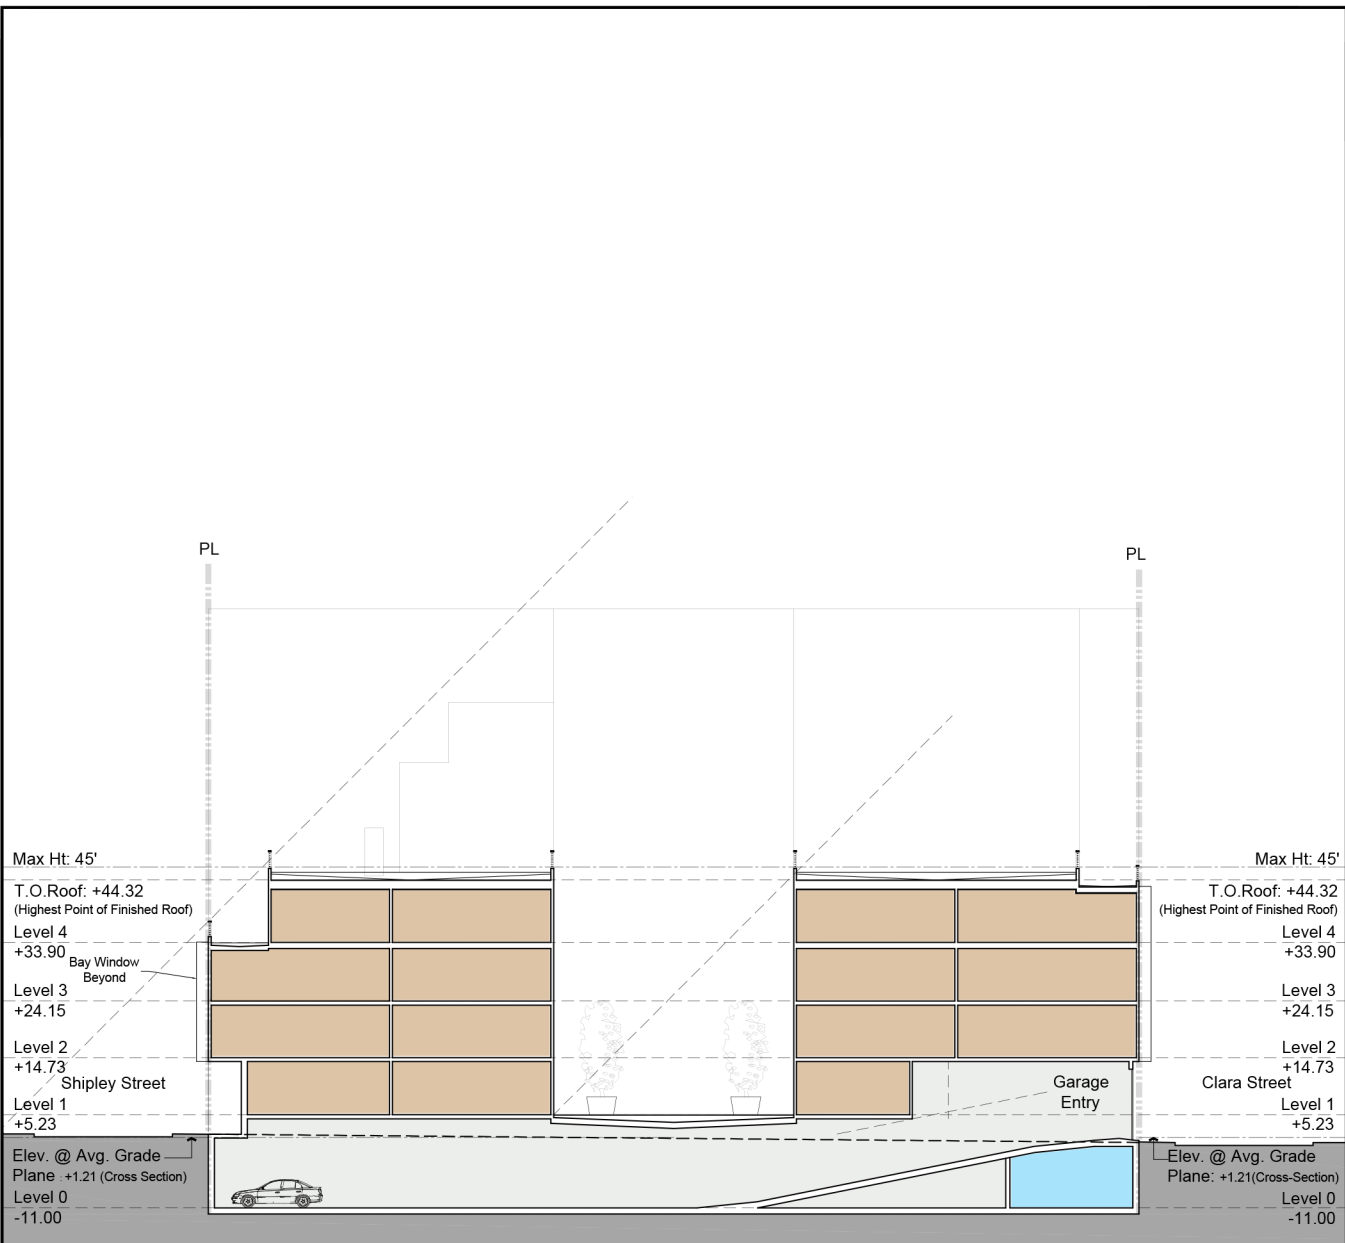 PL
PL
Max Ht: 45'
Max Ht: 45'
T.O.Roof: +44.32
(Highest Point of Finished Roof)
T.O.Roof: +44.32
(Highest Point of Finished Roof)
Level 4
+33.90
Level 4
+33.90
Bay Window
Beyond
Level 3
+24.15
Level 3
+24.15
Level 2
+14.73
Level 2
+14.73
Shipley Street
Garage
Entry
Clara Street
Level 1
+5.23
Level 1
+5.23
Elev. @ Avg. Grade
Plane : +1.21 (Cross Section)
Elev. @ Avg. Grade
Plane: +1.21(Cross-Section)
Level 0
-11.00
Level 0
-11.00